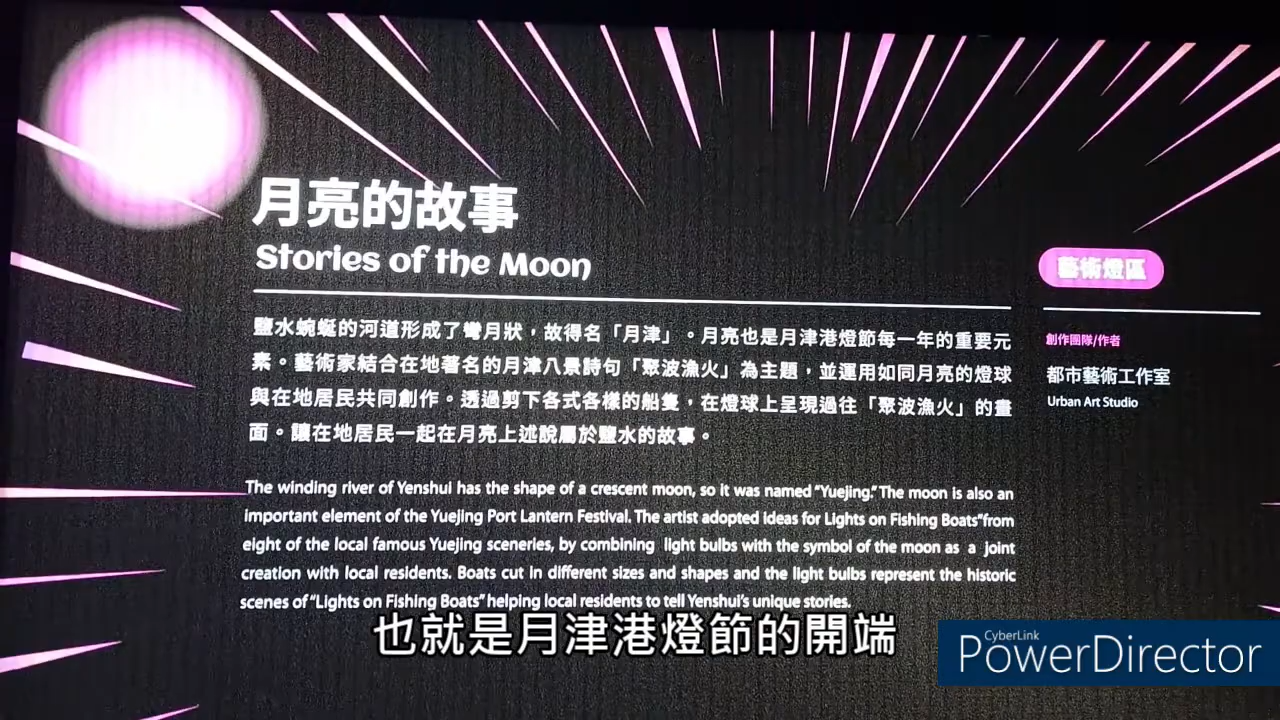 月亮的故事
Stories of the Moon
鹽水蜿蜒的河道形成了彎月狀，故得名「月津」。月亮也是月津港燈節每一年的重要元
素。藝術家結合在地著名的月津八景詩句「聚波漁火」為主題，並運用如同月亮的燈球
與在地居民共同創作。透過剪下各式各樣的船隻，在燈球上呈現過往「聚波漁火」的畫
面。讓在地居民一起在月亮上述說屬於鹽水的故事。
The winding river of Yenshui has the shape of a crescent moon, so it was named “Yuejing.” The moon is also an
important element of the Yuejing Port Lantern Festival. The artist adopted ideas for Lights on Fishing Boats”from
eight of the local famous Yuejing sceneries, by combining light bulbs with the symbol of the moon as a joint
creation with local residents. Boats cut in different sizes and shapes and the light bulbs represent the historic
scenes of “Lights on Fishing Boats” helping local residents to tell Yenshui’s unique stories.
藝術燈區
創作團隊/作者
都市藝術工作室
Urban Art Studio
也就是月津港燈節的開端
CyberLink
PowerDirector